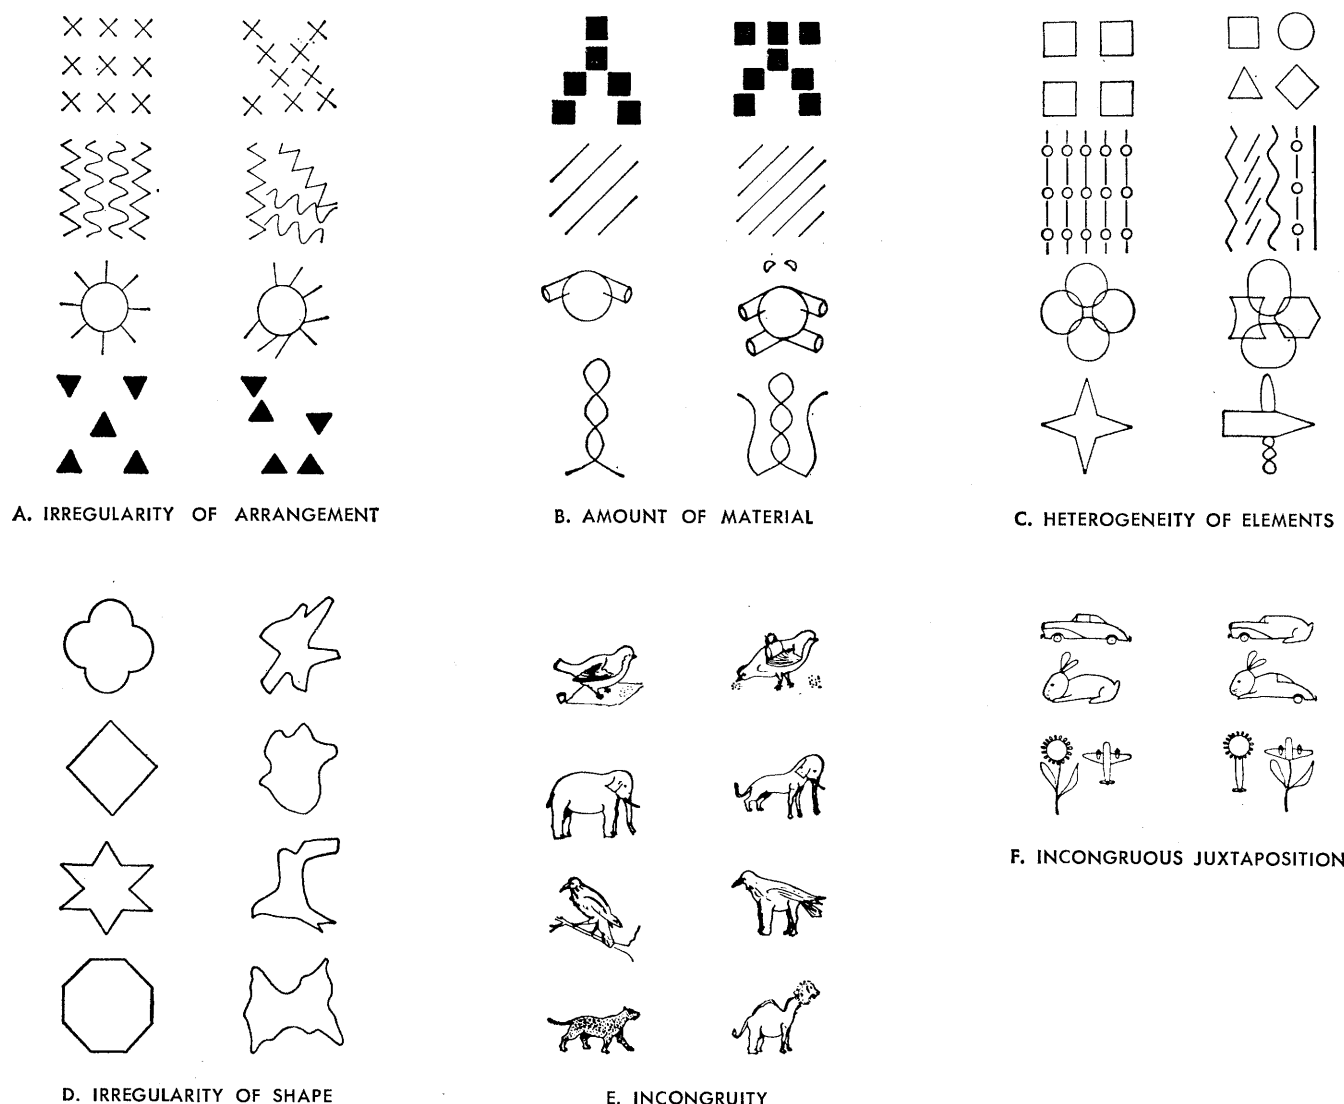 A. IRREGULARITY OF ARRANGEMENT
B. AMOUNT OF MATERIAL
C. HETEROGENEITY OF ELEMENTS
D. IRREGULARITY OF SHAPE
E. INCONGRUITY
F. INCONGRUOUS JUXTAPOSITION